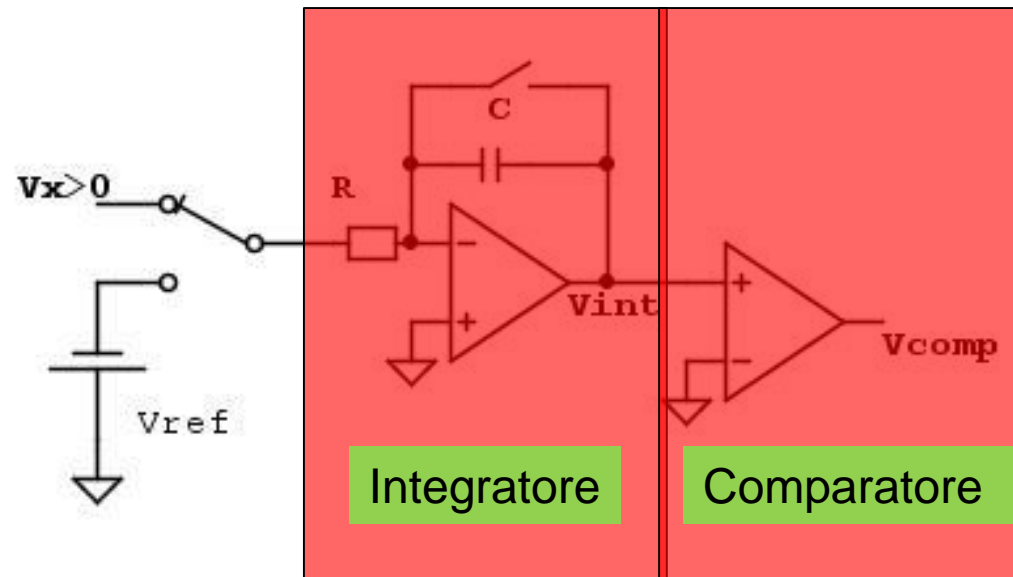 C
Vx>0
R
- 
+
Vint
+
-
Vcomp
Vref
Integratore
Comparatore